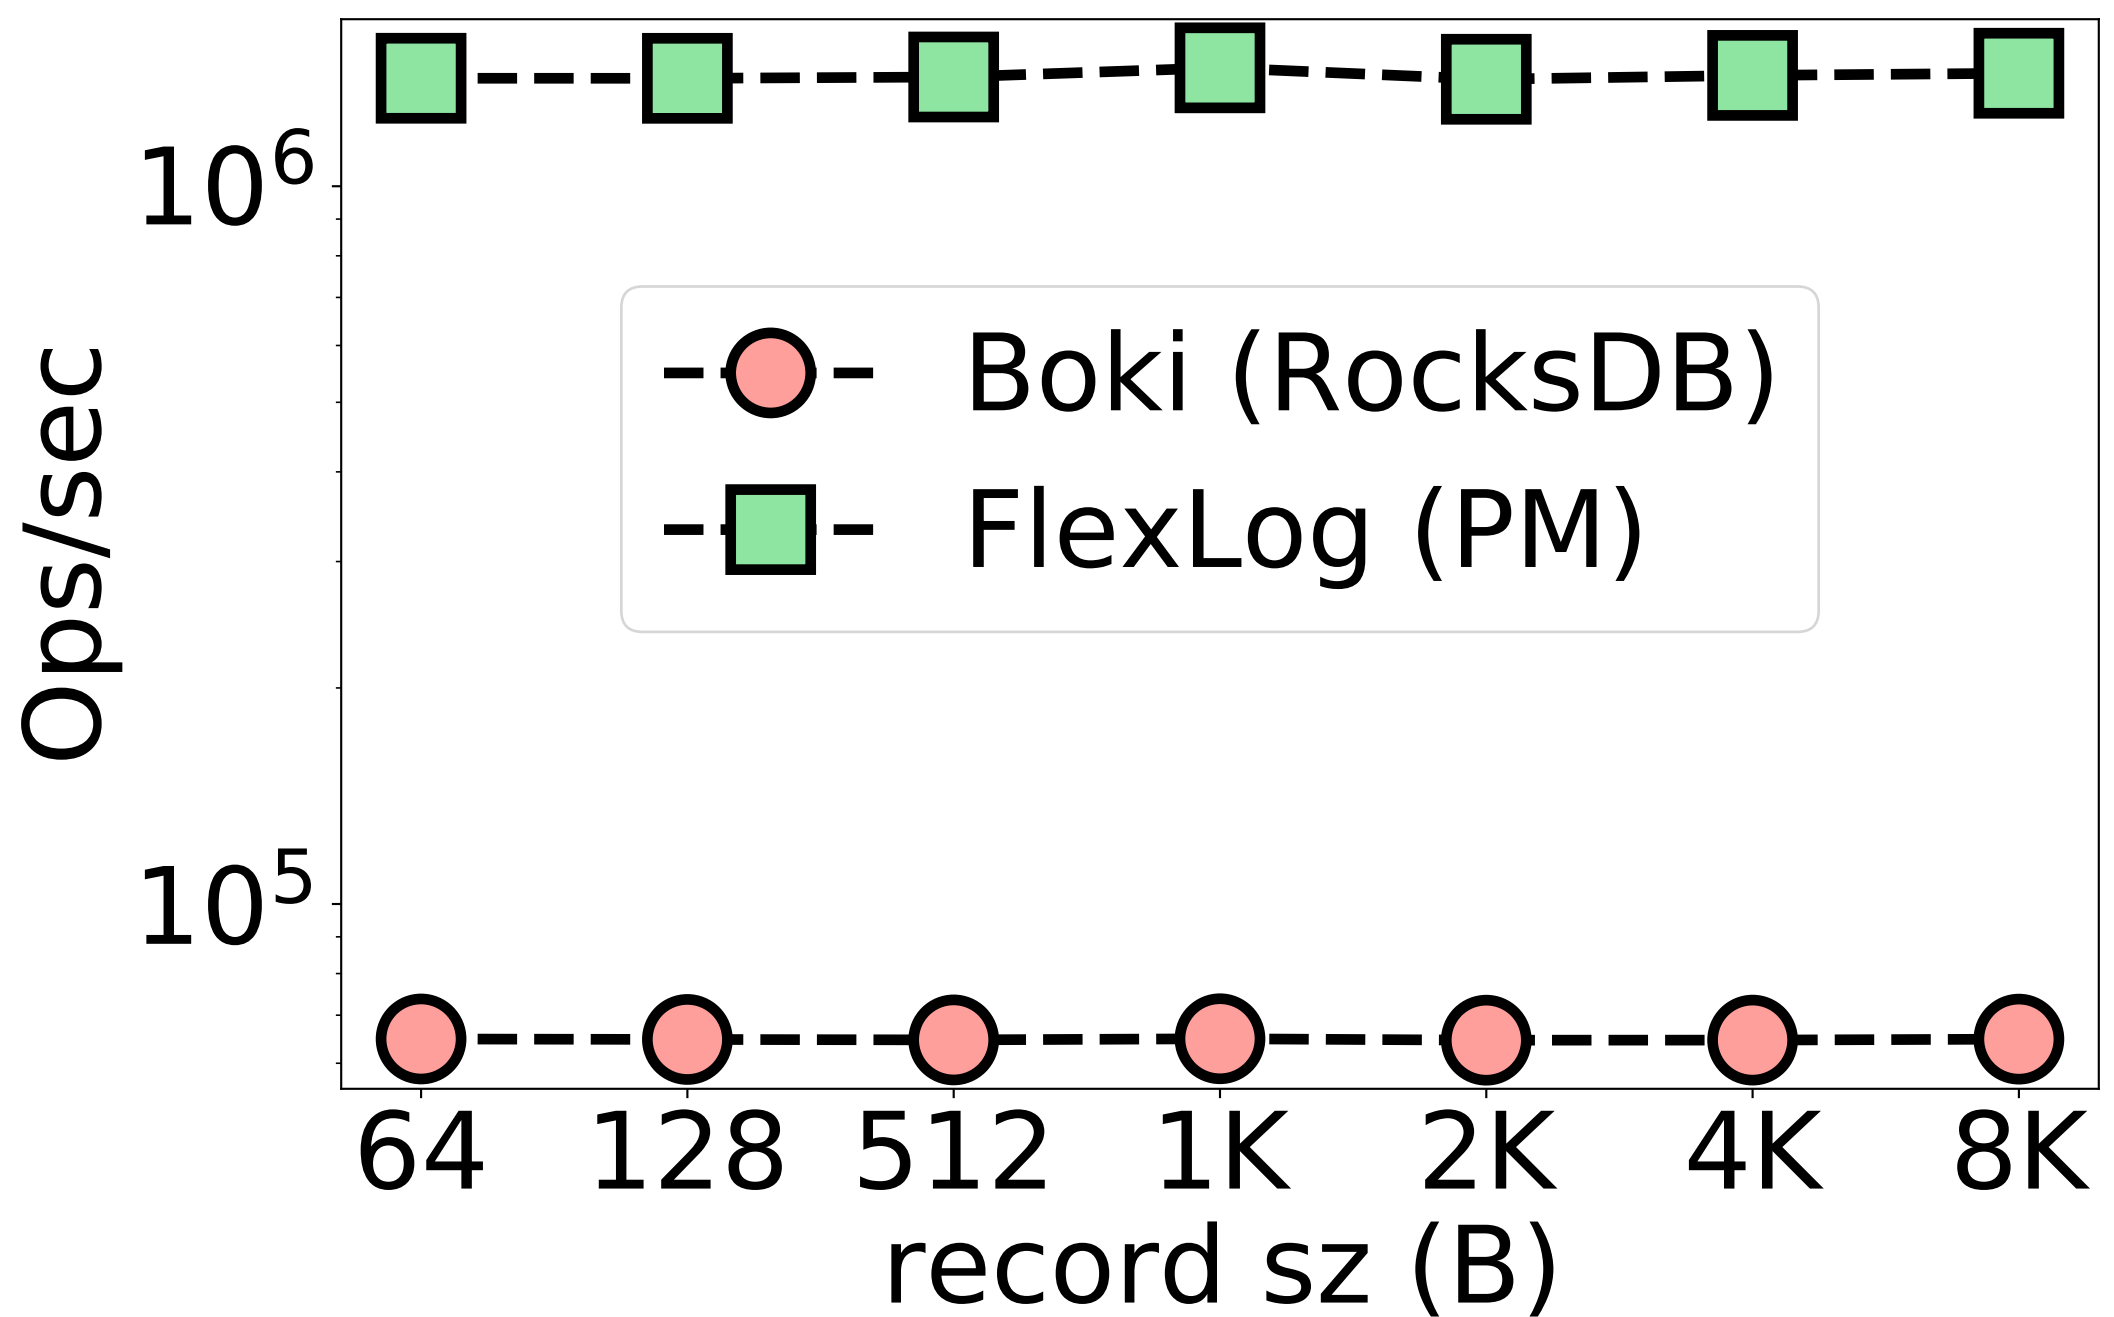 10^6
10^5
Ops/sec
Boki (RocksDB)
FlexLog (PM)
64 128 512 1K 2K 4K 8K
record sz (B)